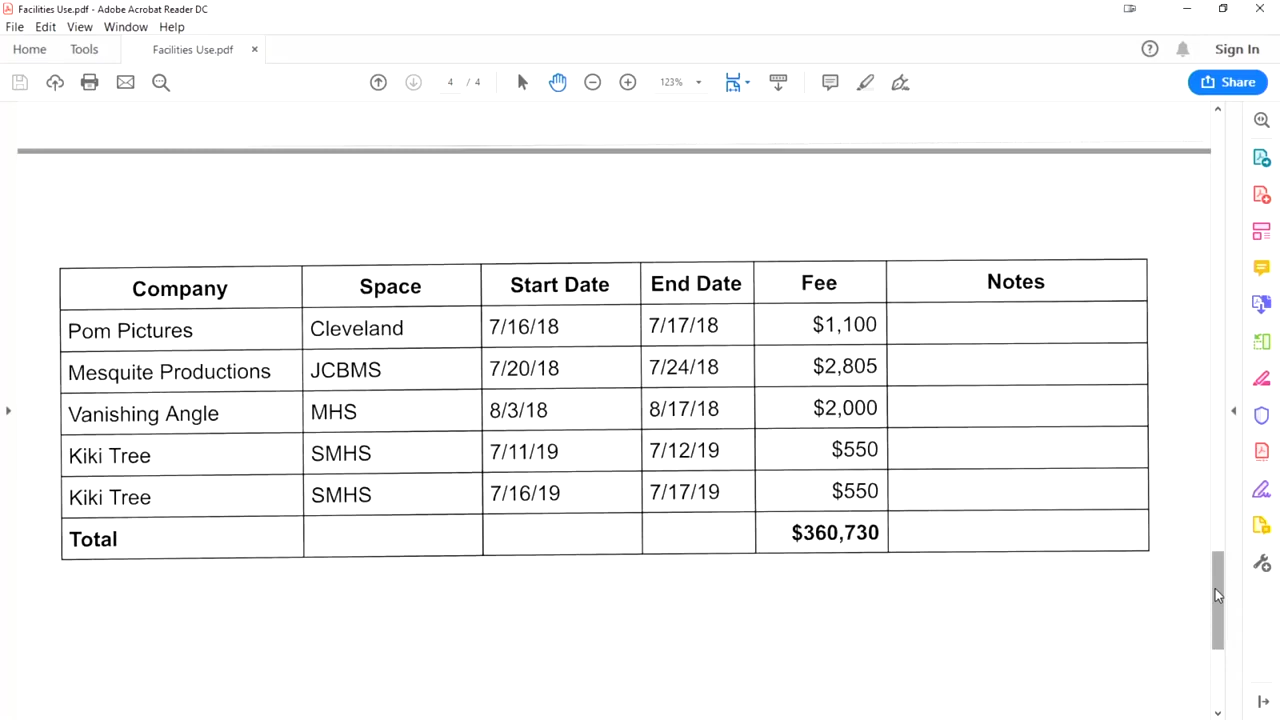 Facilities Use.pdf - Adobe Acrobat Reader DC
File Edit View Window Help
Home Tools Facilities Use.pdf × Sign In
4 / 4 123% Share
Company Space Start Date End Date Fee Notes
Pom Pictures Cleveland 7/16/18 7/17/18 $1,100
Mesquite Productions JCBMS 7/20/18 7/24/18 $2,805
Vanishing Angle MHS 8/3/18 8/17/18 $2,000
Kiki Tree SMHS 7/11/19 7/12/19 $550
Kiki Tree SMHS 7/16/19 7/17/19 $550
Total $360,730